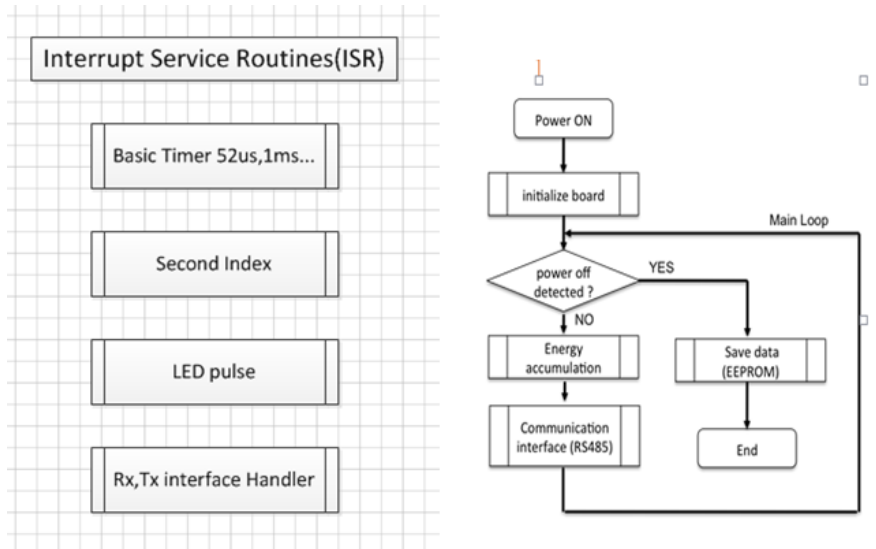 Interrupt Service Routines(ISR)
Basic Timer 52us,1ms...
Second Index
LED pulse
Rx,Tx interface Handler
1
Power ON
initialize board
Main Loop
power off
detected ?
YES
NO
Energy
accumulation
Save data
(EEPROM)
Communication
interface (RS485)
End